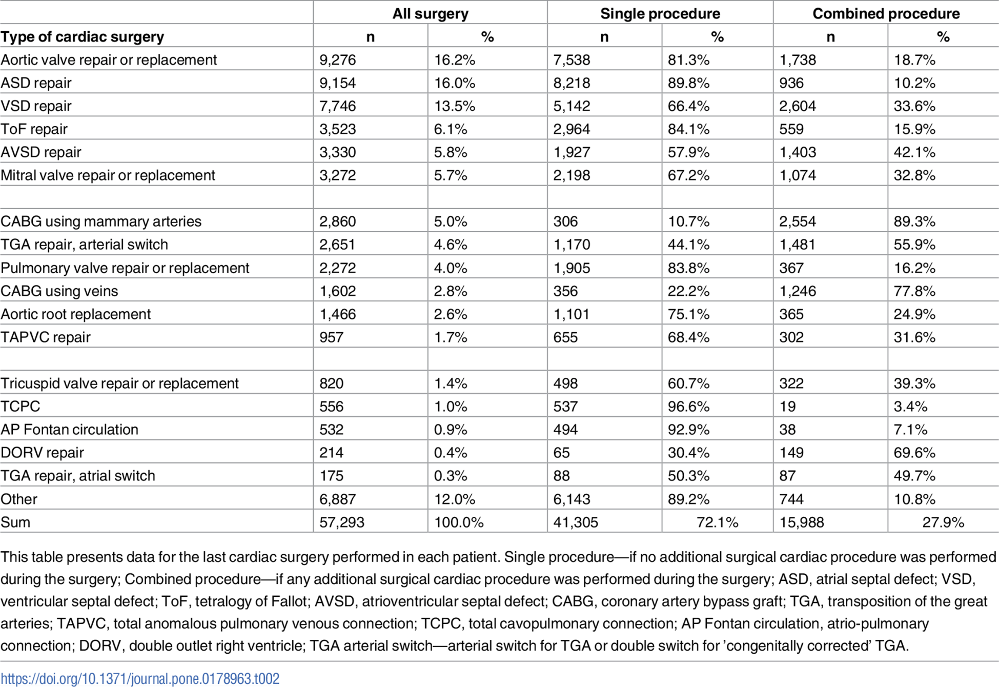 All surgery Single procedure Combined procedure
Type of cardiac surgery n % n % n %
Aortic valve repair or replacement 9,276 16.2% 7,538 81.3% 1,738 18.7%
ASD repair 9,154 16.0% 8,218 89.8% 936 10.2%
VSD repair 7,746 13.5% 5,142 66.4% 2,604 33.6%
ToF repair 3,523 6.1% 2,964 84.1% 559 15.9%
AVSD repair 3,330 5.8% 1,927 57.9% 1,403 42.1%
Mitral valve repair or replacement 3,272 5.7% 2,198 67.2% 1,074 32.8%
CABG using mammary arteries 2,860 5.0% 306 10.7% 2,554 89.3%
TGA repair, arterial switch 2,651 4.6% 1,170 44.1% 1,481 55.9%
Pulmonary valve repair or replacement 2,272 4.0% 1,905 83.8% 367 16.2%
CABG using veins 1,602 2.8% 356 22.2% 1,246 77.8%
Aortic root replacement 1,466 2.6% 1,101 75.1% 365 24.9%
TAPVC repair 957 1.7% 655 68.4% 302 31.6%
Tricuspid valve repair or replacement 820 1.4% 498 60.7% 322 39.3%
TCPC 556 1.0% 537 96.6% 19 3.4%
AP Fontan circulation 532 0.9% 494 92.9% 38 7.1%
DORV repair 214 0.4% 65 30.4% 149 69.6%
TGA repair, atrial switch 175 0.3% 88 50.3% 87 49.7%
Other 6,887 12.0% 6,143 89.2% 744 10.8%
Sum 57,293 100.0% 41,305 72.1% 15,988 27.9%
This table presents data for the last cardiac surgery performed in each patient. Single procedure—if no additional surgical cardiac procedure was performed
during the surgery; Combined procedure—if any additional surgical cardiac procedure was performed during the surgery; ASD, atrial septal defect; VSD,
ventricular septal defect; ToF, tetralogy of Fallot; AVSD, atrioventricular septal defect; CABG, coronary artery bypass graft; TGA, transposition of the great
arteries; TAPVC, total anomalous pulmonary venous connection; TCPC, total cavopulmonary connection; AP Fontan circulation, atrio-pulmonary
connection; DORV, double outlet right ventricle; TGA arterial switch—arterial switch for TGA or double switch for ’congenitally corrected’ TGA.
https://doi.org/10.1371/journal.pone.0178963.t002